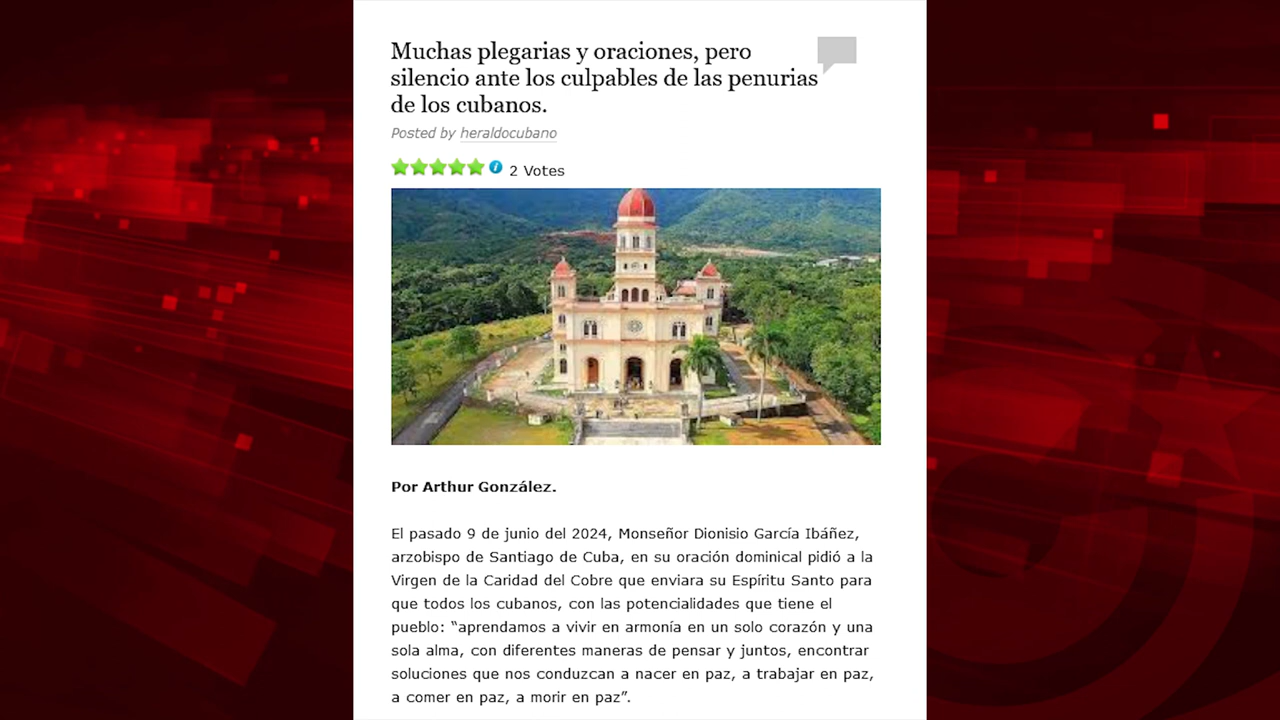 Muchas plegarias y oraciones, pero
silencio ante los culpables de las penurias
de los cubanos.
Posted by heraldocubano
2 Votes
Por Arthur González.
El pasado 9 de junio del 2024, Monseñor Dionisio García Ibáñez,
arzobispo de Santiago de Cuba, en su oración dominical pidió a la
Virgen de la Caridad del Cobre que enviara su Espíritu Santo para
que todos los cubanos, con las potencialidades que tiene el
pueblo: “aprendamos a vivir en armonía en un solo corazón y una
sola alma, con diferentes maneras de pensar y juntos, encontrar
soluciones que nos conduzcan a nacer en paz, a trabajar en paz,
a comer en paz, a morir en paz”.